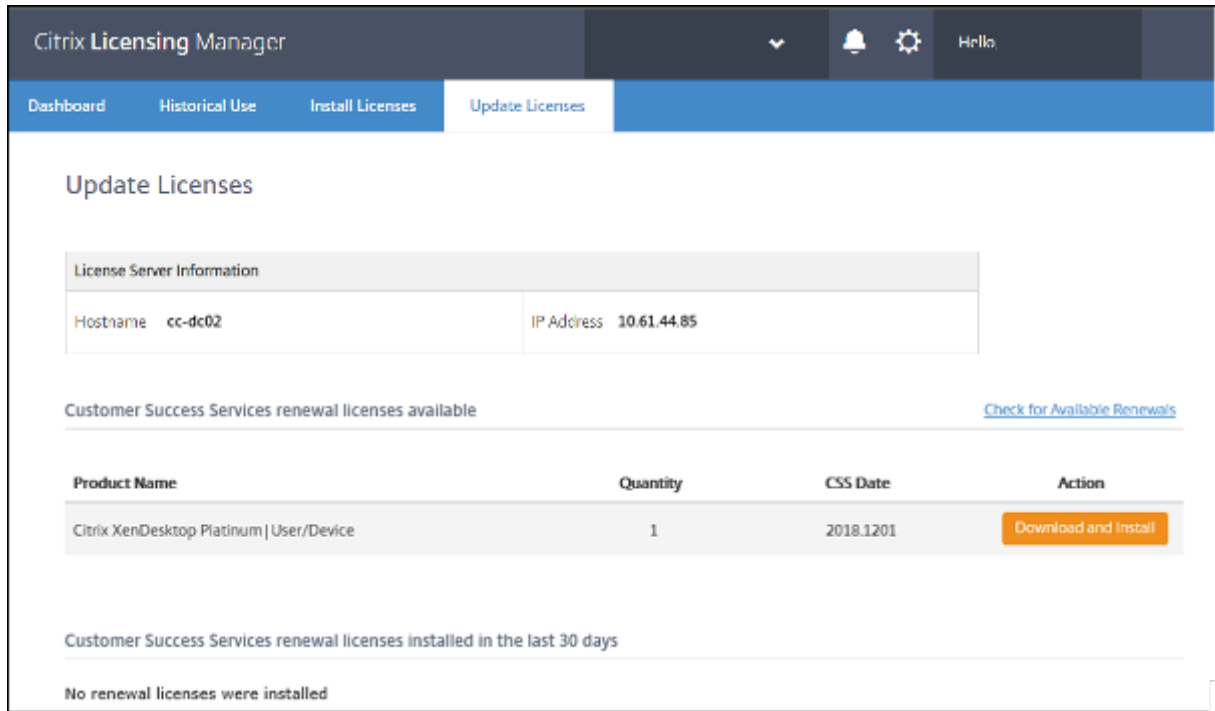 Citrix Licensing Manager
Hello,
Dashboard Historical Use Install Licenses Update Licenses
Update Licenses
License Server Information
Hostname cc-dc02 IP Address 10.61.44.85
Customer Success Services renewal licenses available Check for Available Renewals
Product Name Quantity CSS Date Action
Citrix XenDesktop Platinum|User/Device 1 2018.1201 Download and Install
Customer Success Services renewal licenses installed in the last 30 days
No renewal licenses were installed